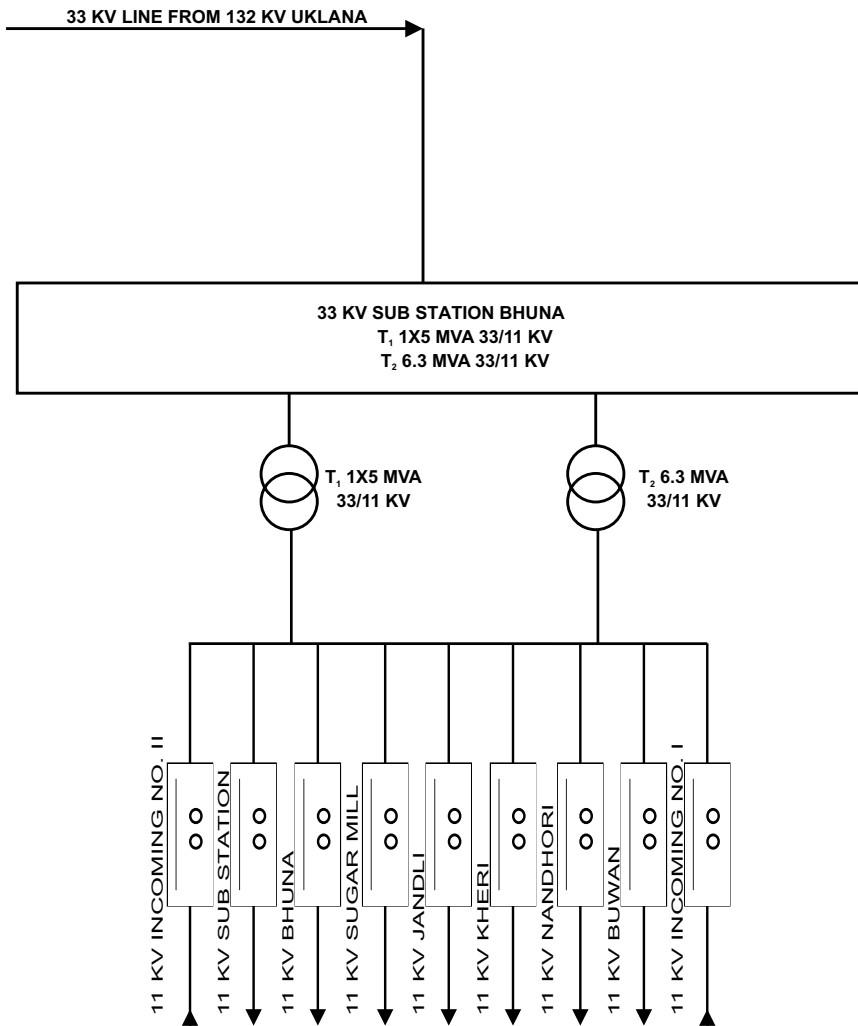 33 KV LINE FROM 132 KV UKLANA
33 KV SUB STATION BHUNA
T₁ 1X5 MVA 33/11 KV
T₂ 6.3 MVA 33/11 KV
T₁ 1X5 MVA
33/11 KV
T₂ 6.3 MVA
33/11 KV
11 KV INCOMING NO. II
11 KV SUB STATION
11 KV BHUNA
11 KV SUGAR MILL
11 KV JANDLI
11 KV KHERI
11 KV NANDHORI
11 KV BUWAN
11 KV INCOMING NO. I